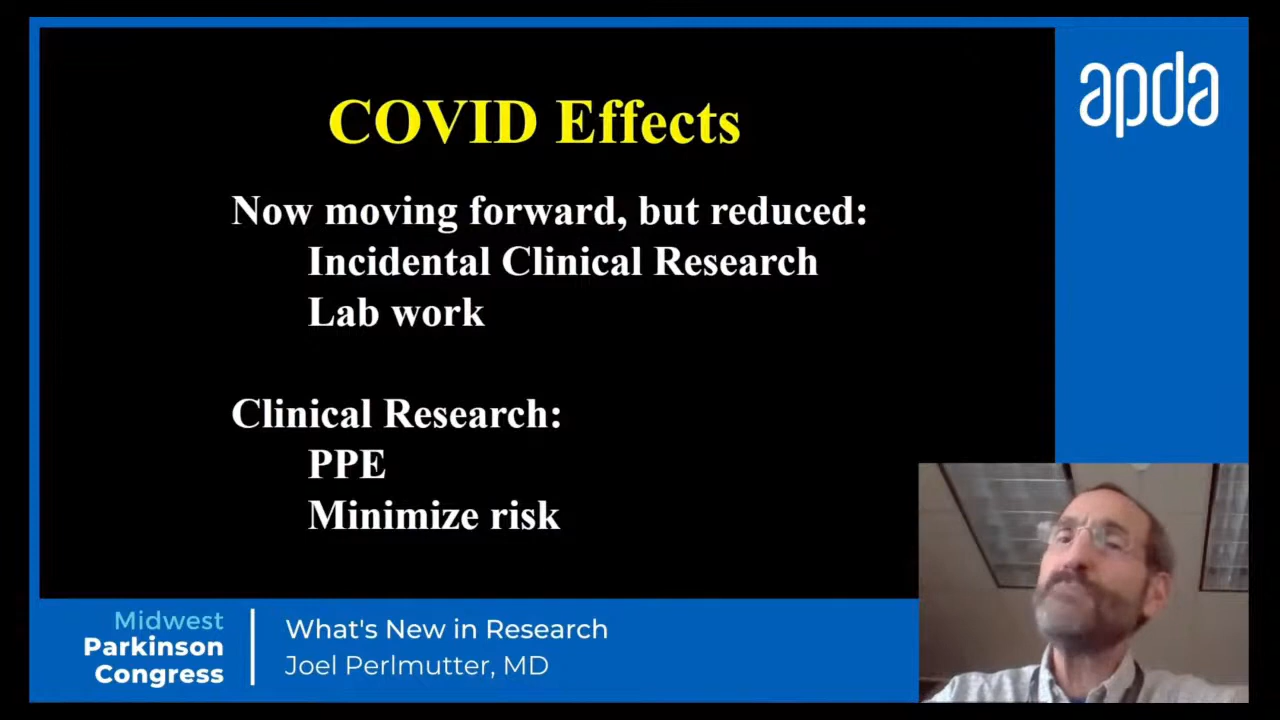 COVID Effects
apda
Now moving forward, but reduced:
Incidental Clinical Research
Lab work
Clinical Research:
PPE
Minimize risk
Midwest
Parkinson
Congress
What's New in Research
Joel Perlmutter, MD